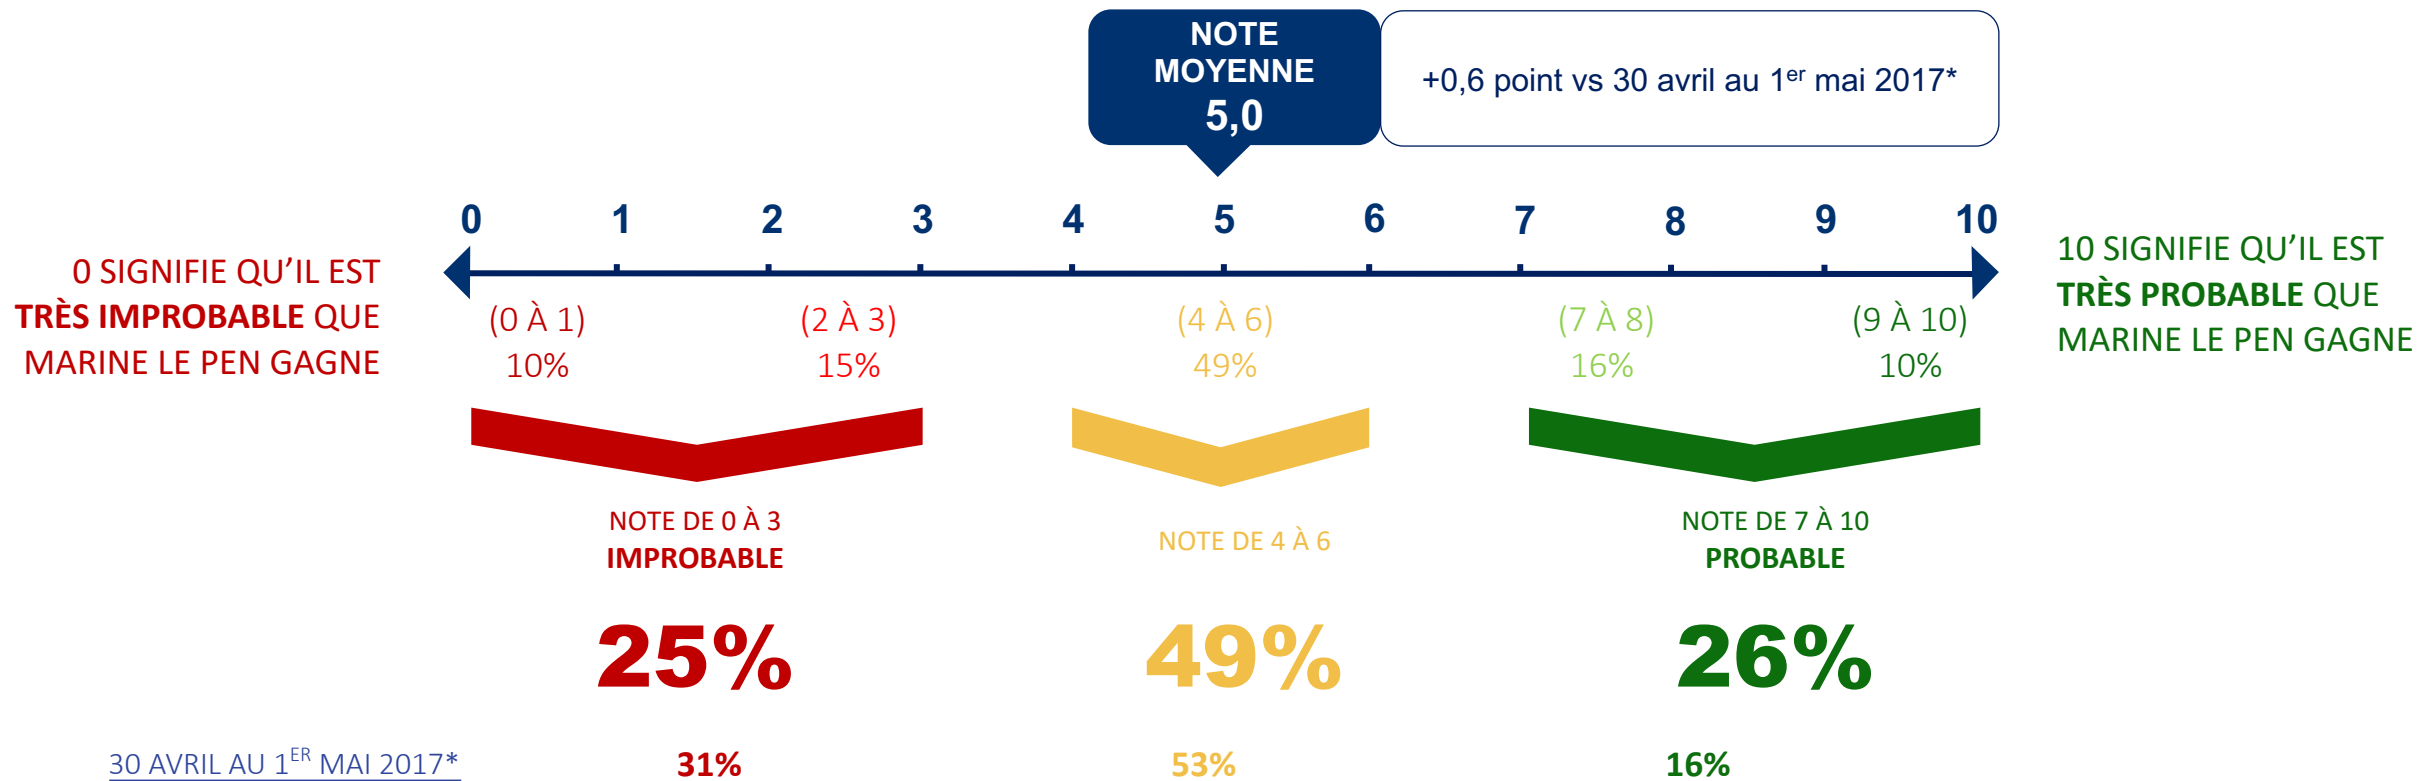 NOTE
MOYENNE
5,0
+0,6 point vs 30 avril au 1er mai 2017*
0 1 2 3 4 5 6 7 8 9 10
0 SIGNIFIE QU’IL EST
TRÈS IMPROBABLE QUE
MARINE LE PEN GAGNE
10 SIGNIFIE QU’IL EST
TRÈS PROBABLE QUE
MARINE LE PEN GAGNE
(0 À 1) (2 À 3) (4 À 6) (7 À 8) (9 À 10)
10% 15% 49% 16% 10%
NOTE DE 0 À 3
IMPROBABLE
25%
NOTE DE 4 À 6
49%
NOTE DE 7 À 10
PROBABLE
26%
30 AVRIL AU 1ER MAI 2017* 31% 53% 16%